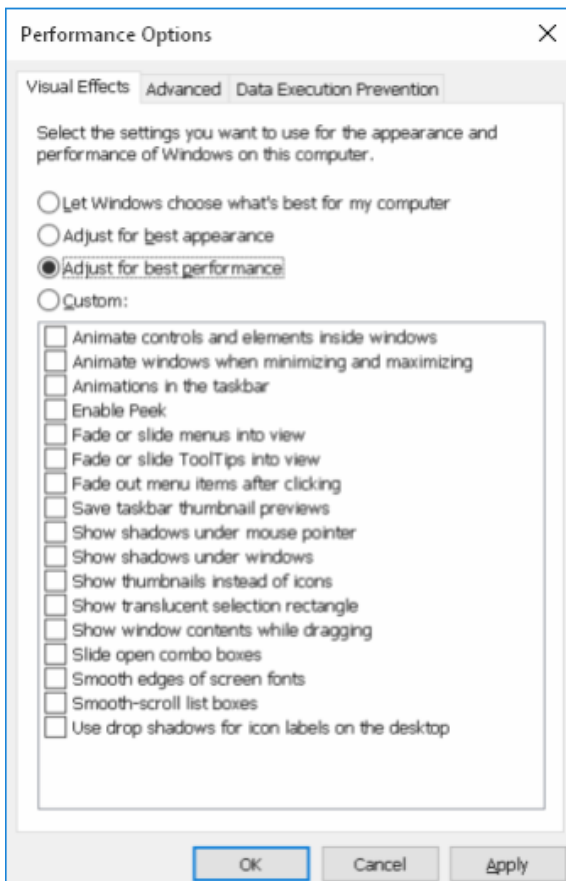 Performance Options
Visual Effects Advanced Data Execution Prevention
Select the settings you want to use for the appearance and
performance of Windows on this computer.
Let Windows choose what's best for my computer
Adjust for best appearance
Adjust for best performance
Custom:
Animate controls and elements inside windows
Animate windows when minimizing and maximizing
Animations in the taskbar
Enable Peek
Fade or slide menus into view
Fade or slide ToolTips into view
Fade out menu items after clicking
Save taskbar thumbnail previews
Show shadows under mouse pointer
Show shadows under windows
Show thumbnails instead of icons
Show translucent selection rectangle
Show window contents while dragging
Slide open combo boxes
Smooth edges of screen fonts
Smooth-scroll list boxes
Use drop shadows for icon labels on the desktop
OK Cancel Apply